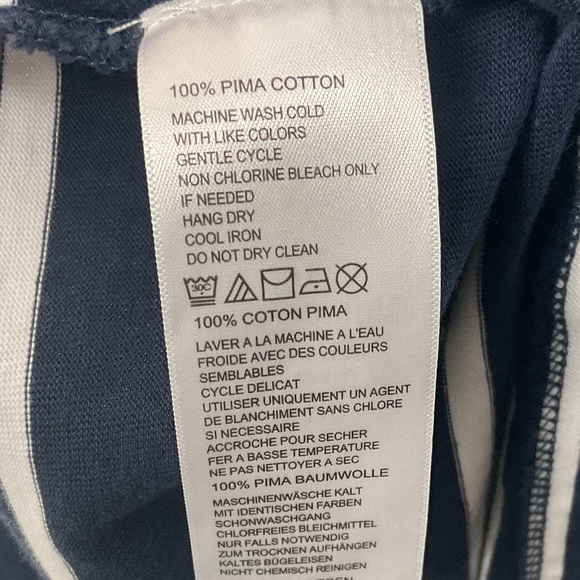 100% PIMA COTTON
MACHINE WASH COLD
WITH LIKE COLORS
GENTLE CYCLE
NON CHLORINE BLEACH ONLY
IF NEEDED
HANG DRY
COOL IRON
DO NOT DRY CLEAN
30C
100% COTON PIMA
LAVER A LA MACHINE A L'EAU
FROIDE AVEC DES COULEURS
SEMBLABLES
CYCLE DELICAT
UTILISER UNIQUEMENT UN AGENT
DE BLANCHIMENT SANS CHLORE
SI NECESSAIRE
ACCROCHE POUR SECHER
FER A BASSE TEMPERATURE
NE PAS NETTOYER A SEC
100% PIMA BAUMWOLLE
MASCHINENWÄSCHE KALT
MIT IDENTISCHEN FARBEN
SCHONWASCHGANG
CHLORFREIES BLEICHMITTEL
NUR FALLS NOTWENDIG
ZUM TROCKNEN AUFHÄNGEN
KALTES BÜGELEISEN
NICHT CHEMISCH REINIGEN